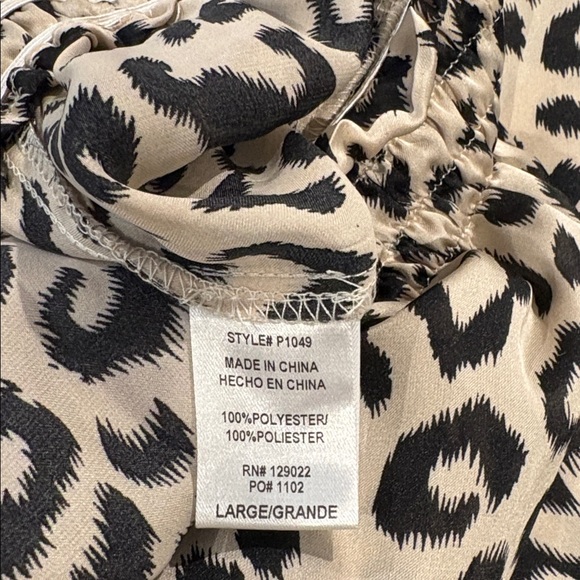 STYLE# P1049
MADE IN CHINA
HECHO EN CHINA
100%POLYESTER/
100%POLIESTER
RN# 129022
PO# 1102
LARGE/GRANDE